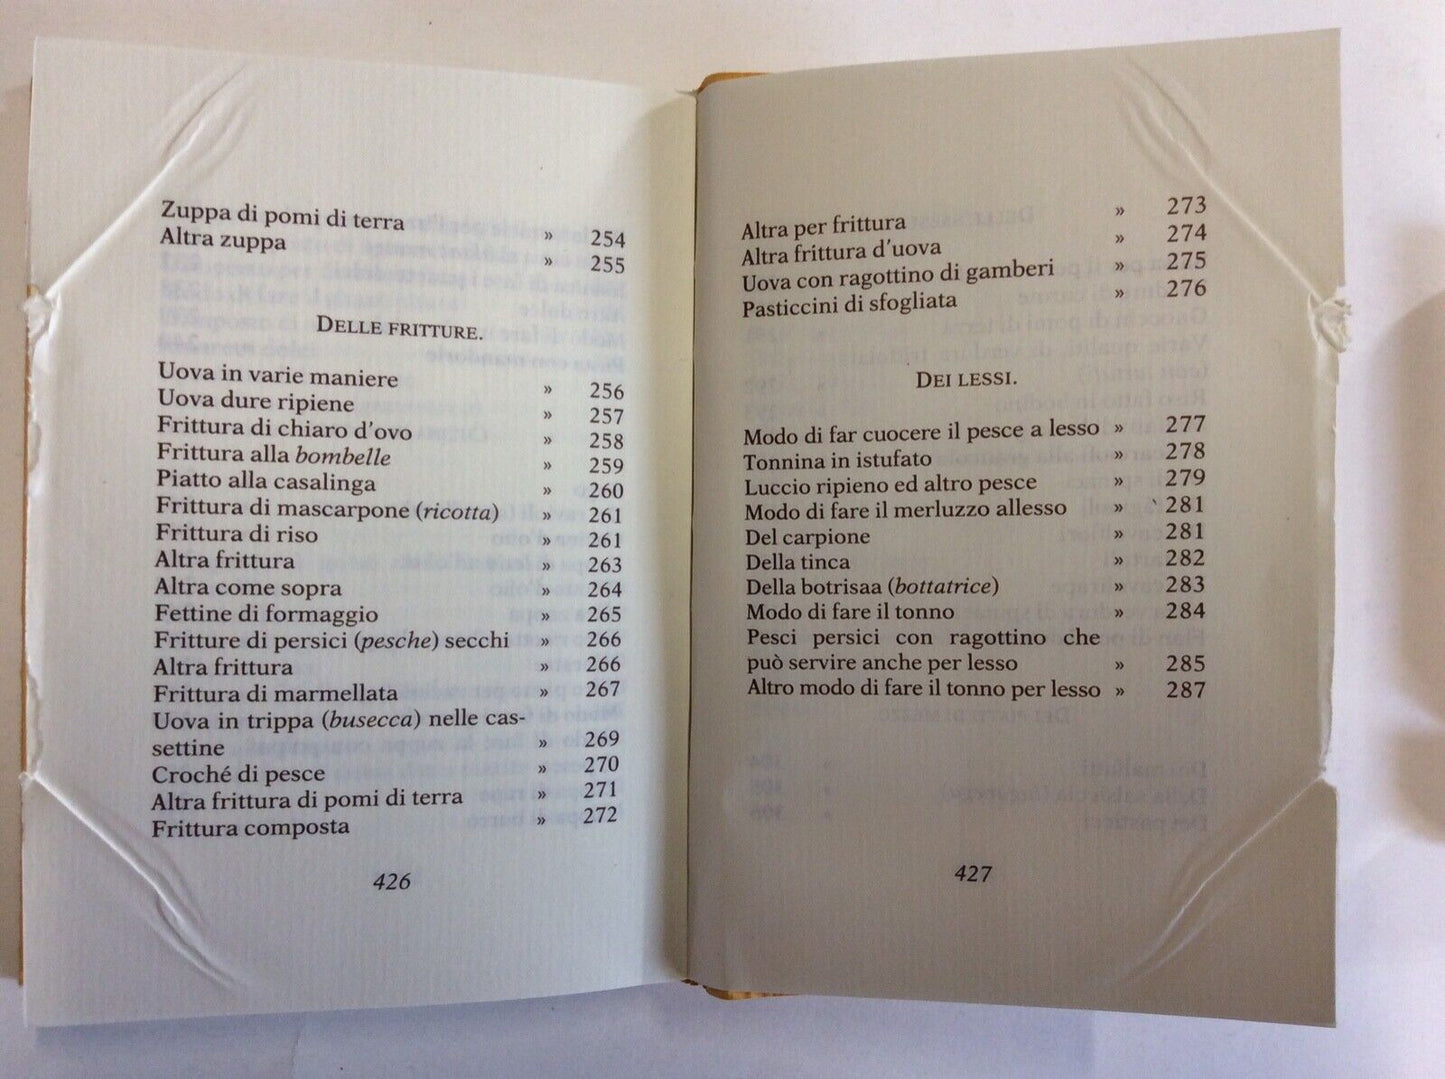 Zuppa di pomi di terra » 254
Altra zuppa » 255
DELLE FRITTURE.
Uova in varie maniere » 256
Uova dure ripiene » 257
Frittura di chiaro d'ovo » 258
Frittura alla bombelle » 259
Piatto alla casalinga » 260
Frittura di mascarpone (ricotta) » 261
Frittura di riso » 261
Altra frittura » 263
Altra come sopra » 264
Fettine di formaggio » 265
Fritture di persici (pesche) secchi » 266
Altra frittura » 266
Frittura di marmellata » 267
Uova in trippa (busecca) nelle cas-
settine » 269
Croché di pesce » 270
Altra frittura di pomi di terra » 271
Frittura composta » 272
426
Altra per frittura » 273
Altra frittura d'uova » 274
Uova con ragottino di gamberi » 275
Pasticcini di sfogliata » 276
DEI LESSI.
Modo di far cuocere il pesce a lesso » 277
Tonnina in istufato » 278
Luccio ripieno ed altro pesce » 279
Modo di fare il merluzzo allesso » 281
Del carpione » 281
Della tinca » 282
Della botrisaa (bottatrice) » 283
Modo di fare il tonno » 284
Pesci persici con ragottino che
può servire anche per lesso » 285
Altro modo di fare il tonno per lesso » 287
427